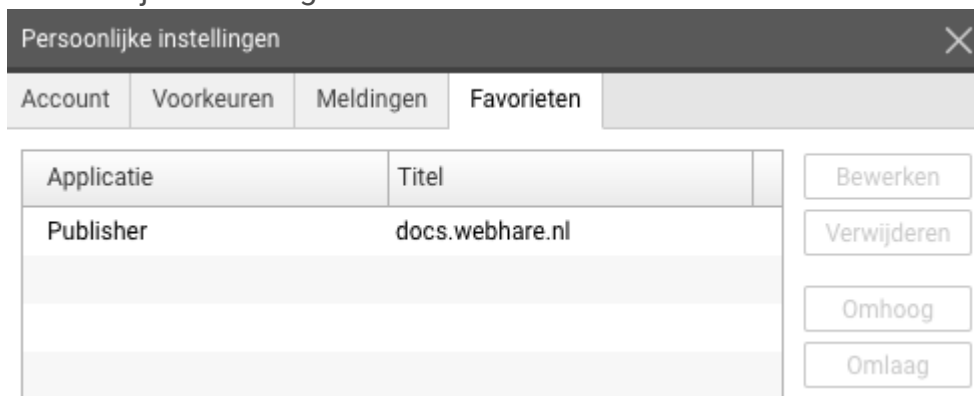 Persoonlijke instellingen
Account Voorkeuren Meldingen Favorieten
Applicatie Titel Bewerken
Publisher docs.webhare.nl Verwijderen
Omhoog
Omlaag